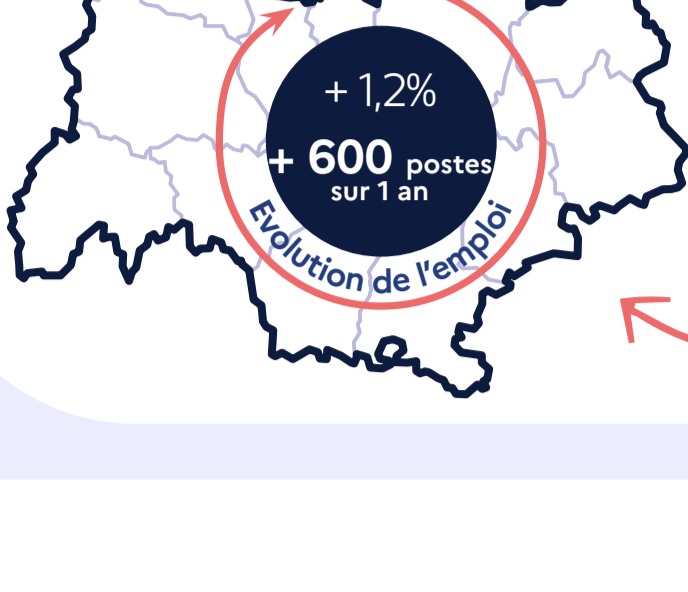 + 1,2%
+ 600 postes
sur 1 an
Evolution de l'emploi